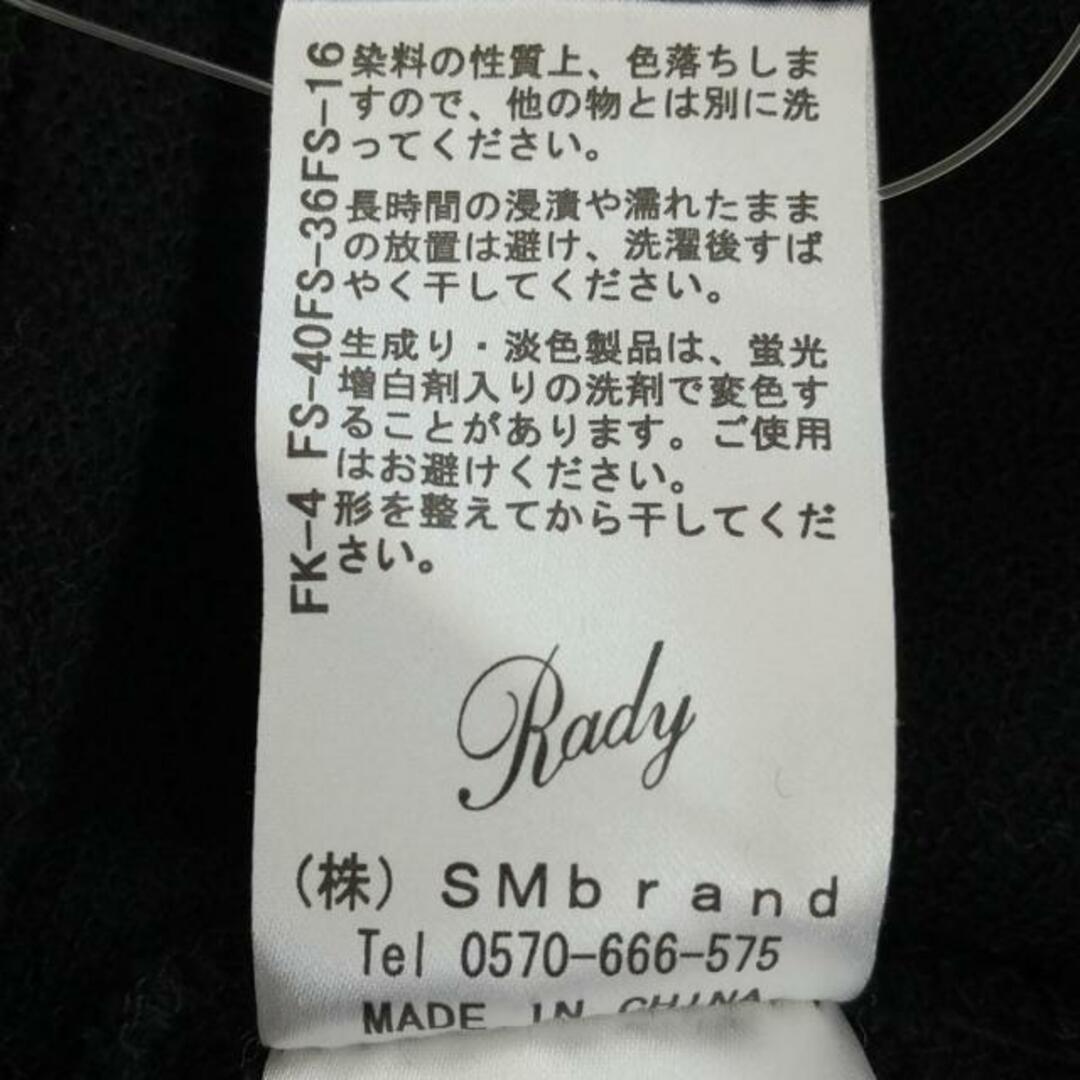 染料の性質上、色落ちしま
すので、他の物とは別に洗
ってください。
長時間の浸漬や濡れたまま
の放置は避け、洗濯後すば
やく干してください。
生成り・淡色製品は、蛍光
増白剤入りの洗剤で変色す
ることがあります。ご使用
はお避けください。
形を整えてから干してくだ
さい。
FK-4 FS-40FS-36FS-16
Rady
(株) SMbrand
Tel 0570-666-575
MADE IN CHINA